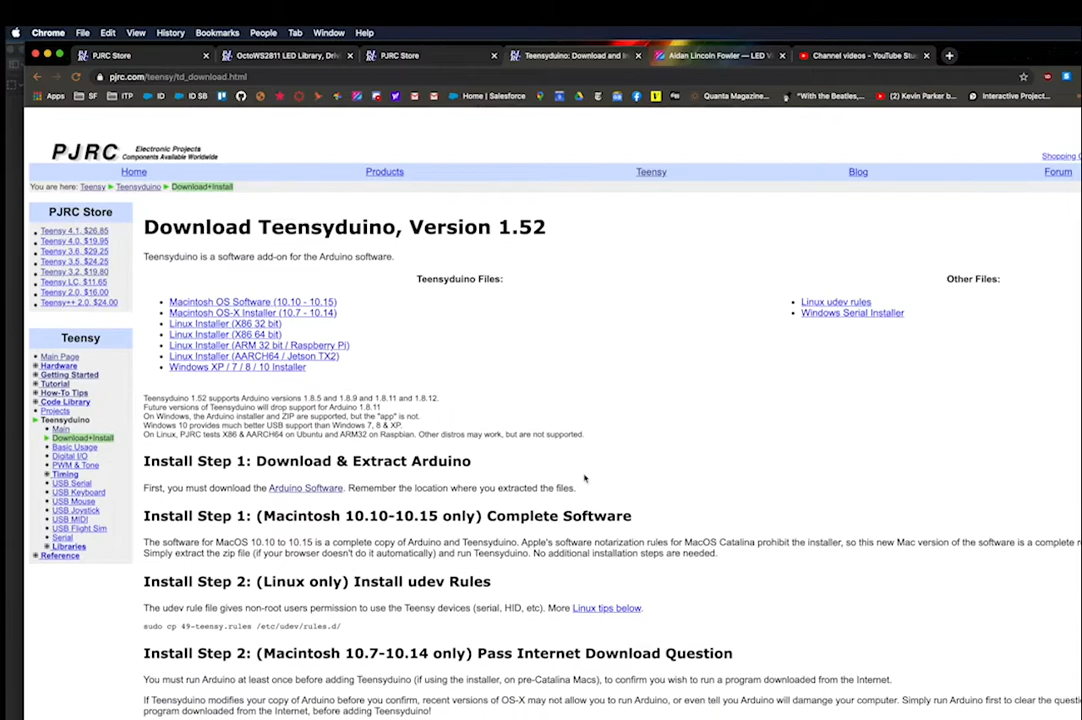 Chrome File Edit View History Bookmarks People Tab Window Help
PJRC Store × OctoWS2811 LED Library, Driv × PJRC Store × Teensyduino: Download and In × Aidan Lincoln Fowler — LED V × Channel videos - YouTube Stu × +
pjrc.com/teensy/td_download.html
Apps SF ITP ID ID SB Home | Salesforce Quanta Magazine... "With the Beatles,... (2) Kevin Parker b... Interactive Project...
PJRC Electronic Projects
Components Available Worldwide
Shopping C
Home Products Teensy Blog Forum
You are here: Teensy ► Teensyduino ► Download+Install
PJRC Store
Teensy 4.1, $26.85
Teensy 4.0, $19.95
Teensy 3.6, $29.25
Teensy 3.5, $24.25
Teensy 3.2, $19.80
Teensy LC, $11.65
Teensy 2.0, $16.00
Teensy++ 2.0, $24.00
Teensy
Main Page
Hardware
Getting Started
Tutorial
How-To Tips
Code Library
Projects
Teensyduino
Main
Download+Install
Basic Usage
Digital I/O
PWM & Tone
Timing
USB Serial
USB Keyboard
USB Mouse
USB Joystick
USB MIDI
USB Flight Sim
Serial
Libraries
Reference
Download Teensyduino, Version 1.52
Teensyduino is a software add-on for the Arduino software.
Teensyduino Files:
Macintosh OS Software (10.10 - 10.15)
Macintosh OS-X Installer (10.7 - 10.14)
Linux Installer (X86 32 bit)
Linux Installer (X86 64 bit)
Linux Installer (ARM 32 bit / Raspberry Pi)
Linux Installer (AARCH64 / Jetson TX2)
Windows XP / 7 / 8 / 10 Installer
Other Files:
Linux udev rules
Windows Serial Installer
Teensyduino 1.52 supports Arduino versions 1.8.5 and 1.8.9 and 1.8.11 and 1.8.12.
Future versions of Teensyduino will drop support for Arduino 1.8.11
On Windows, the Arduino installer and ZIP are supported, but the "app" is not.
Windows 10 provides much better USB support than Windows 7, 8 & XP.
On Linux, PJRC tests X86 & AARCH64 on Ubuntu and ARM32 on Raspbian. Other distros may work, but are not supported.
Install Step 1: Download & Extract Arduino
First, you must download the Arduino Software. Remember the location where you extracted the files.
Install Step 1: (Macintosh 10.10-10.15 only) Complete Software
The software for MacOS 10.10 to 10.15 is a complete copy of Arduino and Teensyduino. Apple's software notarization rules for MacOS Catalina prohibit the installer, so this new Mac version of the software is a complete r
Simply extract the zip file (if your browser doesn't do it automatically) and run Teensyduino. No additional installation steps are needed.
Install Step 2: (Linux only) Install udev Rules
The udev rule file gives non-root users permission to use the Teensy devices (serial, HID, etc). More Linux tips below.
sudo cp 49-teensy.rules /etc/udev/rules.d/
Install Step 2: (Macintosh 10.7-10.14 only) Pass Internet Download Question
You must run Arduino at least once before adding Teensyduino (if using the installer, on pre-Catalina Macs), to confirm you wish to run a program downloaded from the Internet.
If Teensyduino modifies your copy of Arduino before you confirm, recent versions of OS-X may not allow you to run Arduino, or even tell you Arduino will damage your computer. Simply run Arduino first to clear the questi
program downloaded from the Internet, before adding Teensyduino!